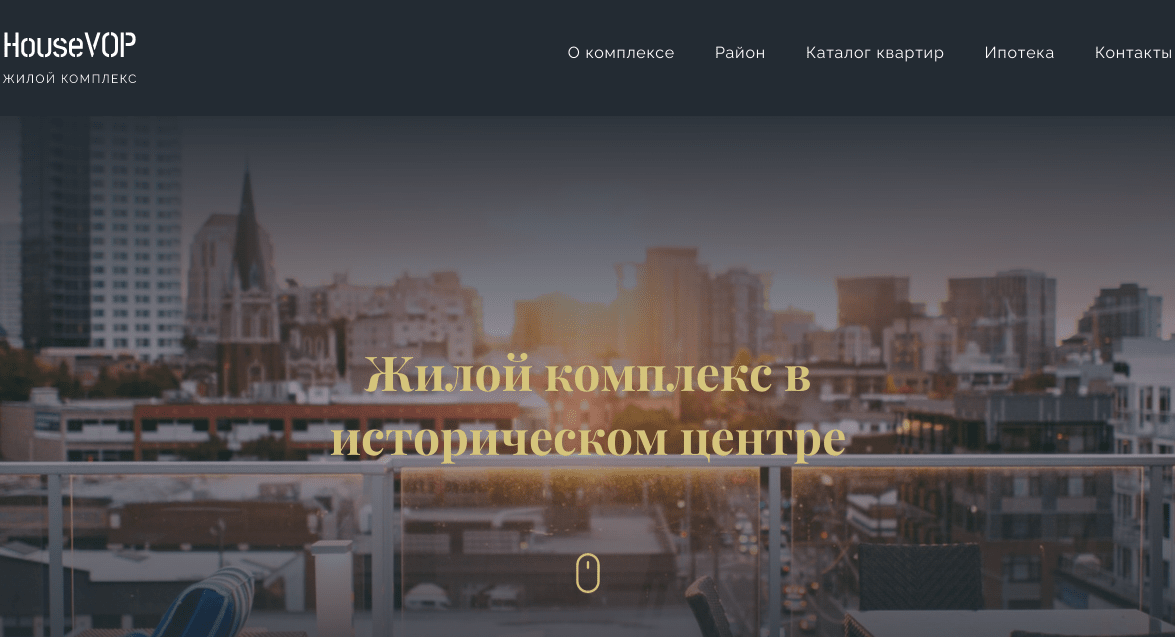 HouseVOP
ЖИЛОЙ КОМПЛЕКС
О комплексе Район Каталог квартир Ипотека Контакты
Жилой комплекс в
историческом центре